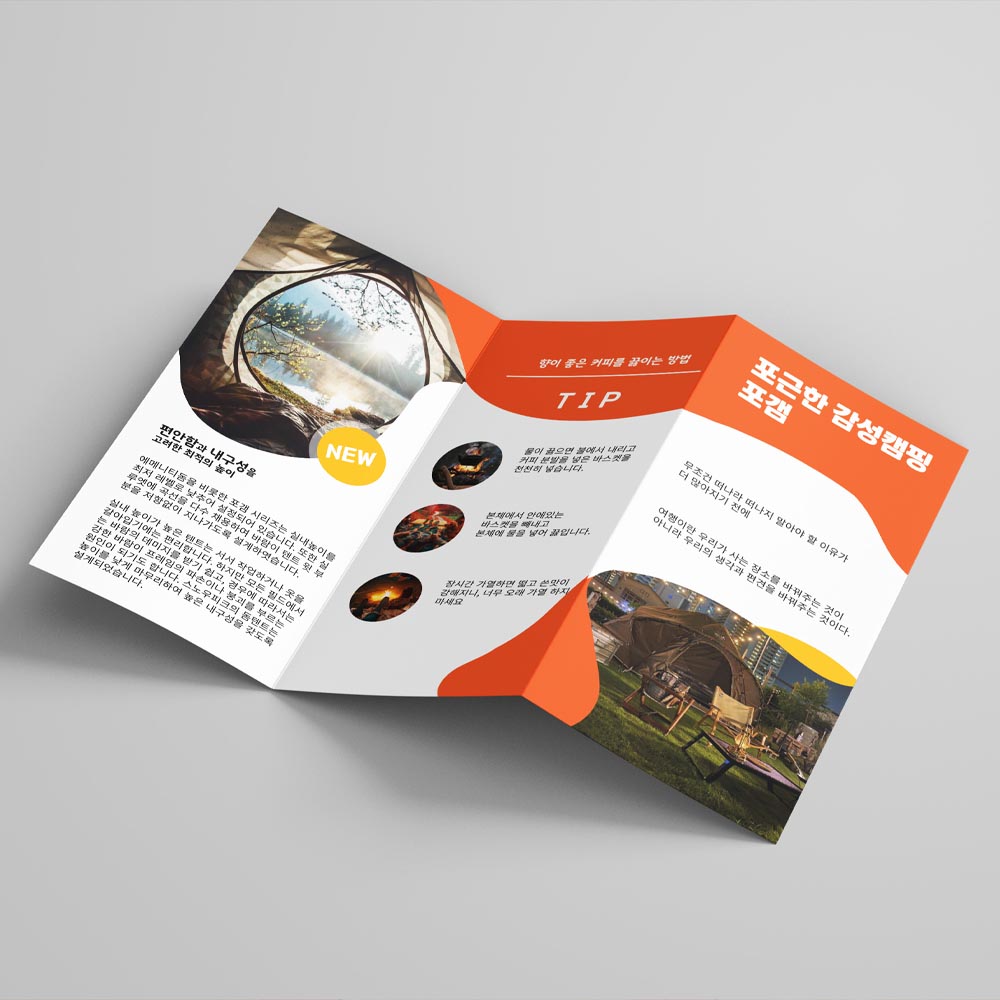 NEW
편안함과 내구성을
고려한 최적의 높이
에메니티돔을 비롯한 포캠 시리즈는, 실내높이를
최저 레벨로 낮추어 설정되어 있습니다. 또한 실
루엣에 곡선을 다수 채용하여 바람이 텐트 윗 부
분을 저항없이 지나가도록 설계하였습니다.
실내 높이가 높은 텐트는 서서 작업하거나, 옷을
갈아입기에는 편리합니다. 하지만 모든 필드에서
강한 바람의 데미지를 받기 쉽고, 경우에 따라서는
는 바람이 프레임의 파손이나 붕괴를 부르는
원인이 되기도 합니다. 스노우피크의 돔텐트는
높이를 낮게 마무리하여 높은 내구성을 갖도록
설계되었습니다.
향이 좋은 커피를 끓이는 방법
TIP
물이 끓으면 불에서 내리고
커피 분말을 넣은 바스켓을
천천히 넣습니다.
본체에서 안에있는
바스켓을 빼내고
본체에 물을 넣어 끓입니다.
장시간 가열하면 떫고 쓴맛이
강해지니, 너무 오래 가열 하지
마세요
포근한 감성캠핑
포캠
무조건 떠나라 떠나지 말아야 할 이유가
더 많아지기 전에
여행이란 우리가 사는 장소를 바꿔주는 것이
아니라 우리의 생각과 편견을 바꿔주는 것이다.